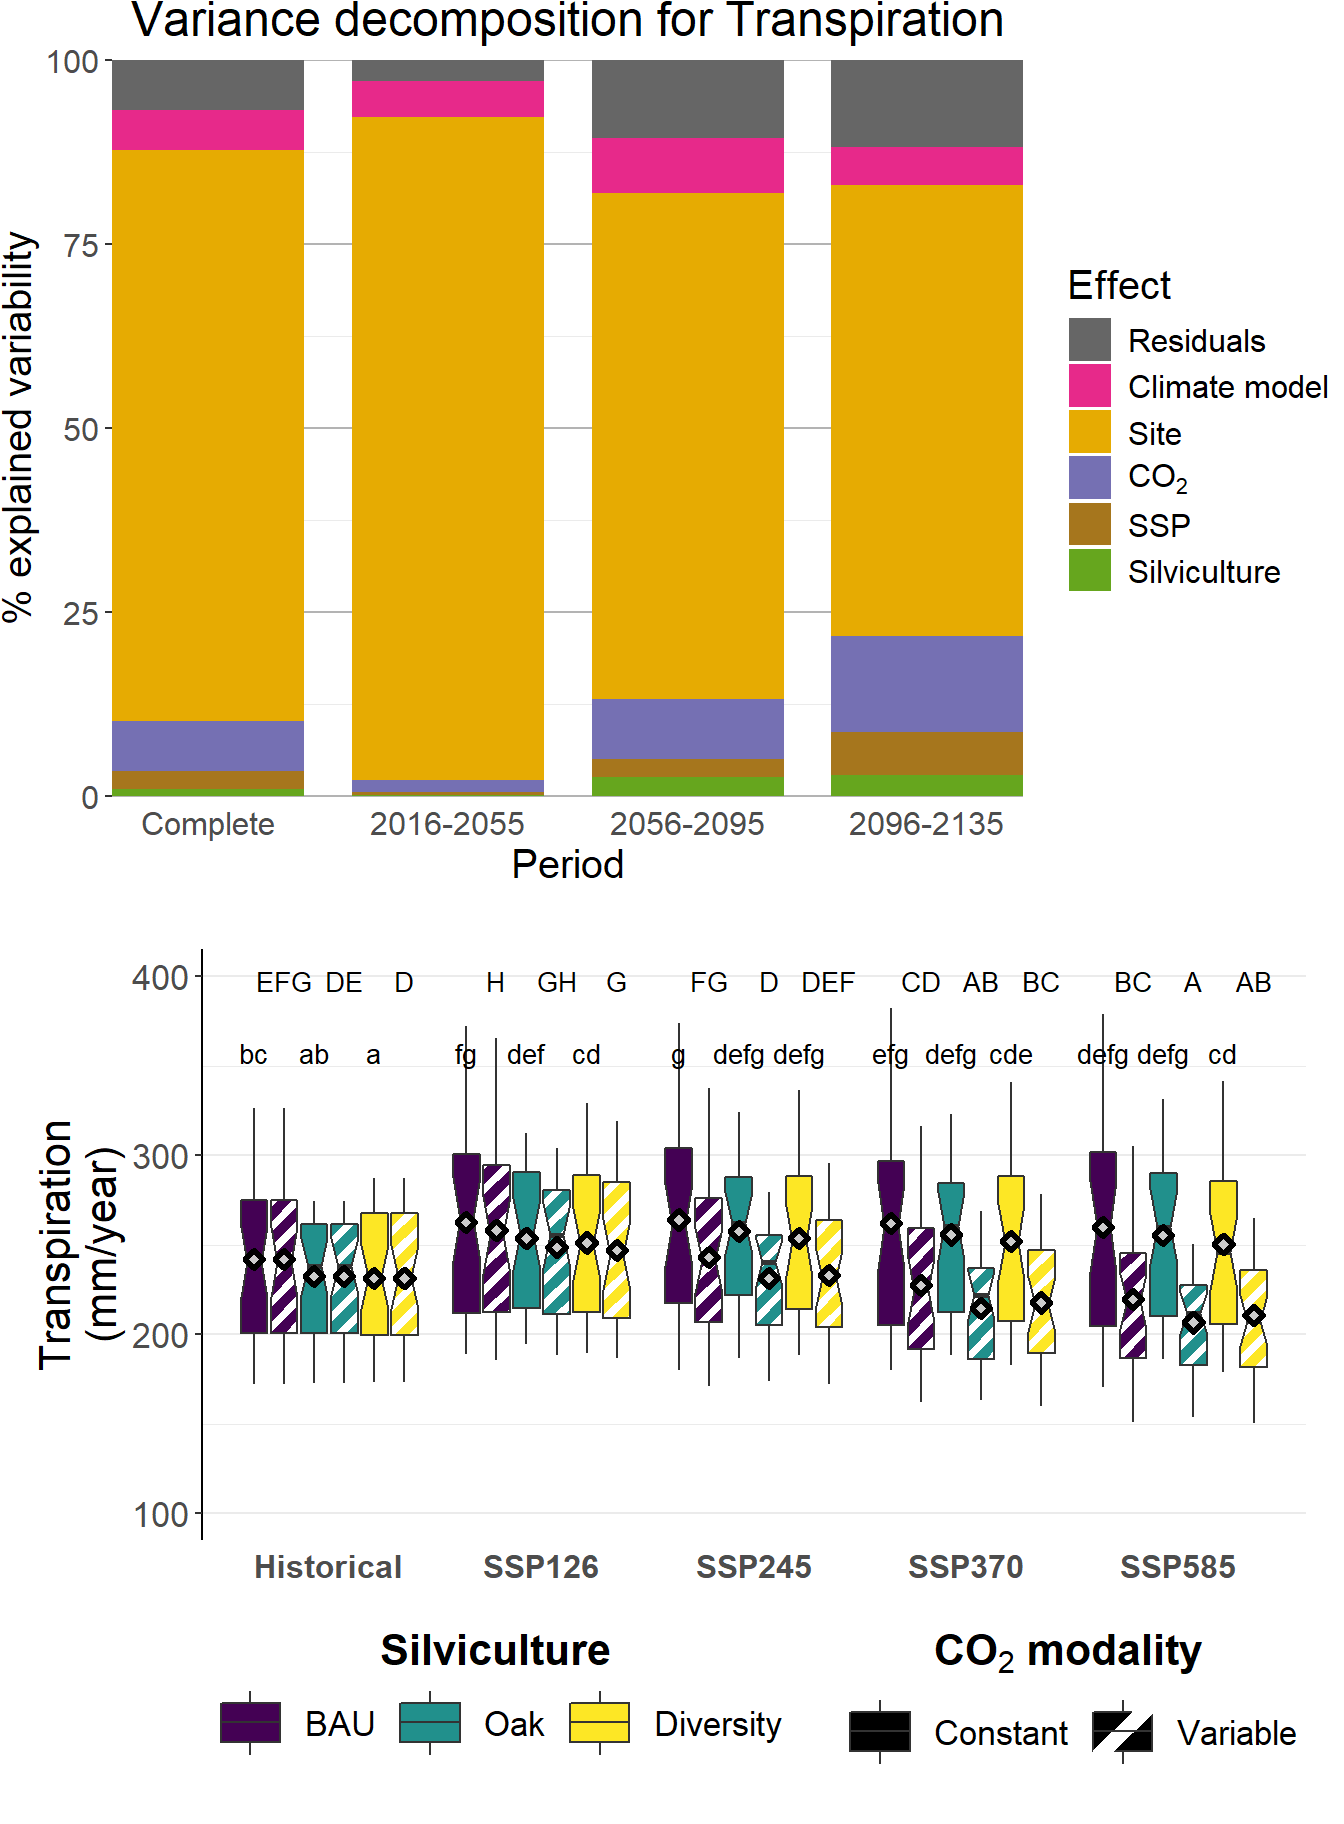 Variance decomposition for Transpiration
100
75
50
25
0
% explained variability
Complete 2016-2055 2056-2095 2096-2135
Period
Effect
Residuals
Climate model
Site
CO₂
SSP
Silviculture
400
300
200
100
Transpiration
(mm/year)
EFG DE D H GH G FG D DEF CD AB BC BC A AB
bc ab a fg def cd g defg defg efg defg cde defg defg cd
Historical SSP126 SSP245 SSP370 SSP585
Silviculture
BAU Oak Diversity
CO₂ modality
Constant Variable